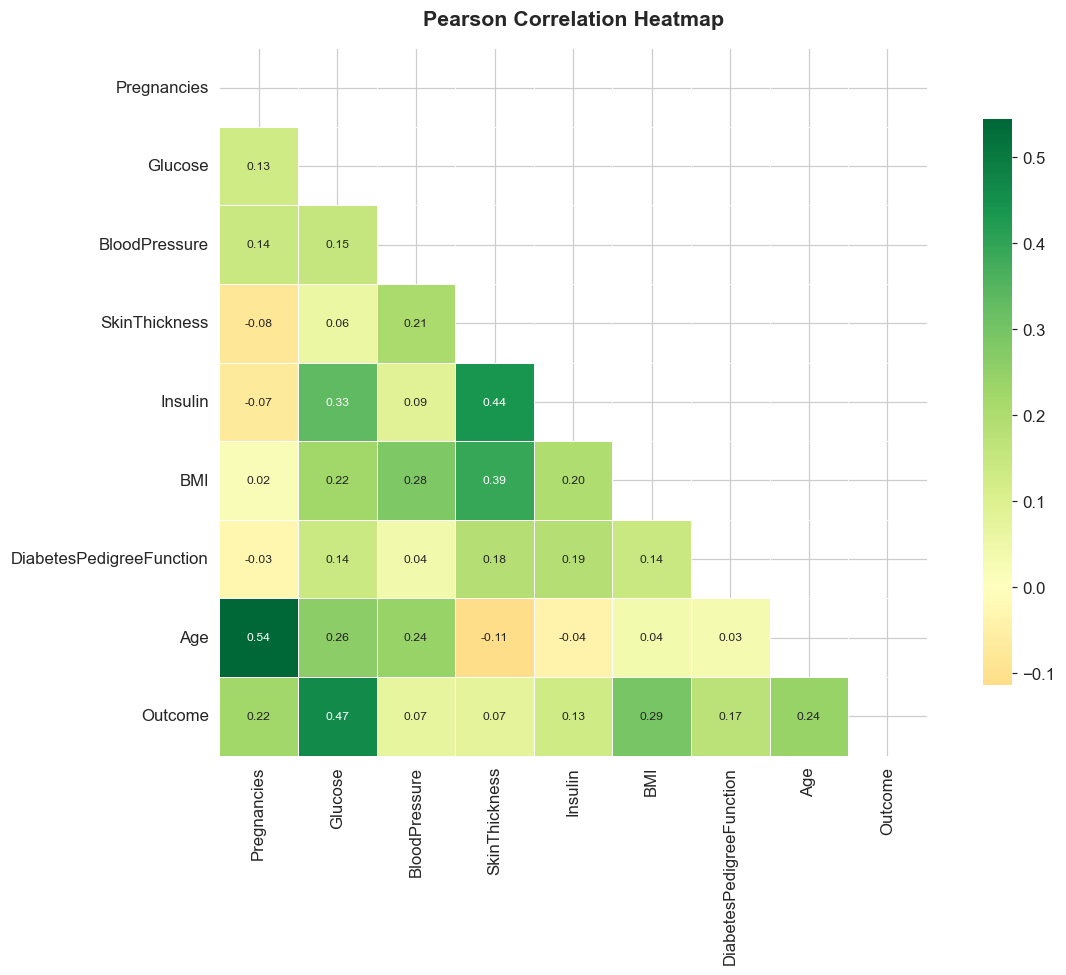 Pearson Correlation Heatmap
Pregnancies
Glucose 0.13
BloodPressure 0.14 0.15
SkinThickness -0.08 0.06 0.21
Insulin -0.07 0.33 0.09 0.44
BMI 0.02 0.22 0.28 0.39 0.20
DiabetesPedigreeFunction -0.03 0.14 0.04 0.18 0.19 0.14
Age 0.54 0.26 0.24 -0.11 -0.04 0.04 0.03
Outcome 0.22 0.47 0.07 0.07 0.13 0.29 0.17 0.24
Pregnancies
Glucose
BloodPressure
SkinThickness
Insulin
BMI
DiabetesPedigreeFunction
Age
Outcome
0.5
0.4
0.3
0.2
0.1
0.0
−0.1